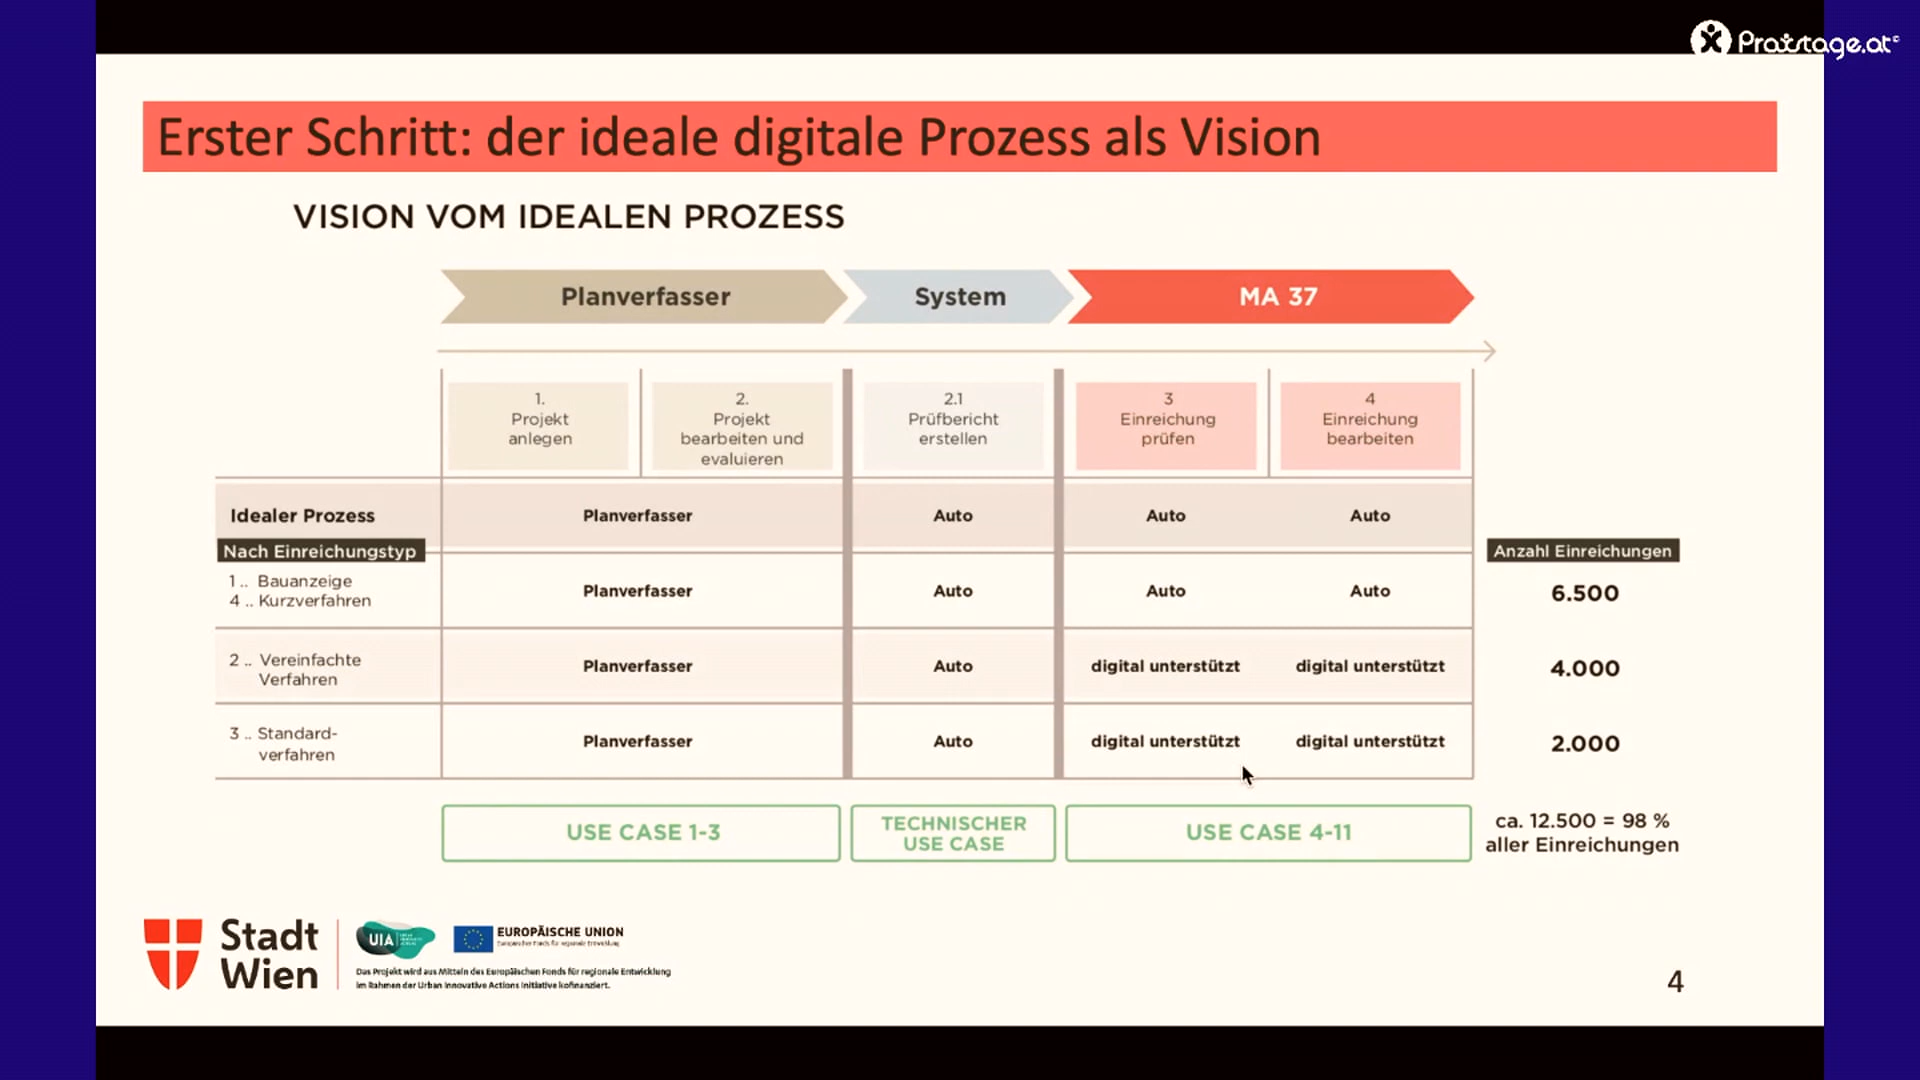 Praxistage.at
Erster Schritt: der ideale digitale Prozess als Vision
VISION VOM IDEALEN PROZESS
Planverfasser
System
MA 37
1.
Projekt
anlegen
2.
Projekt
bearbeiten und
evaluieren
2.1
Prüfbericht
erstellen
3
Einreichung
prüfen
4
Einreichung
bearbeiten
Idealer Prozess
Planverfasser
Auto
Auto
Auto
Nach Einreichungstyp
Anzahl Einreichungen
1 .. Bauanzeige
4 .. Kurzverfahren
Planverfasser
Auto
Auto
Auto
6.500
2 .. Vereinfachte
Verfahren
Planverfasser
Auto
digital unterstützt
digital unterstützt
4.000
3 .. Standard-
verfahren
Planverfasser
Auto
digital unterstützt
digital unterstützt
2.000
USE CASE 1-3
TECHNISCHER
USE CASE
USE CASE 4-11
ca. 12.500 = 98 %
aller Einreichungen
Stadt
Wien
UIA
EUROPÄISCHE UNION
Europäischer Fonds für regionale Entwicklung
Das Projekt wird aus Mitteln des Europäischen Fonds für regionale Entwicklung
im Rahmen der Urban Innovative Actions Initiative kofinanziert.
4